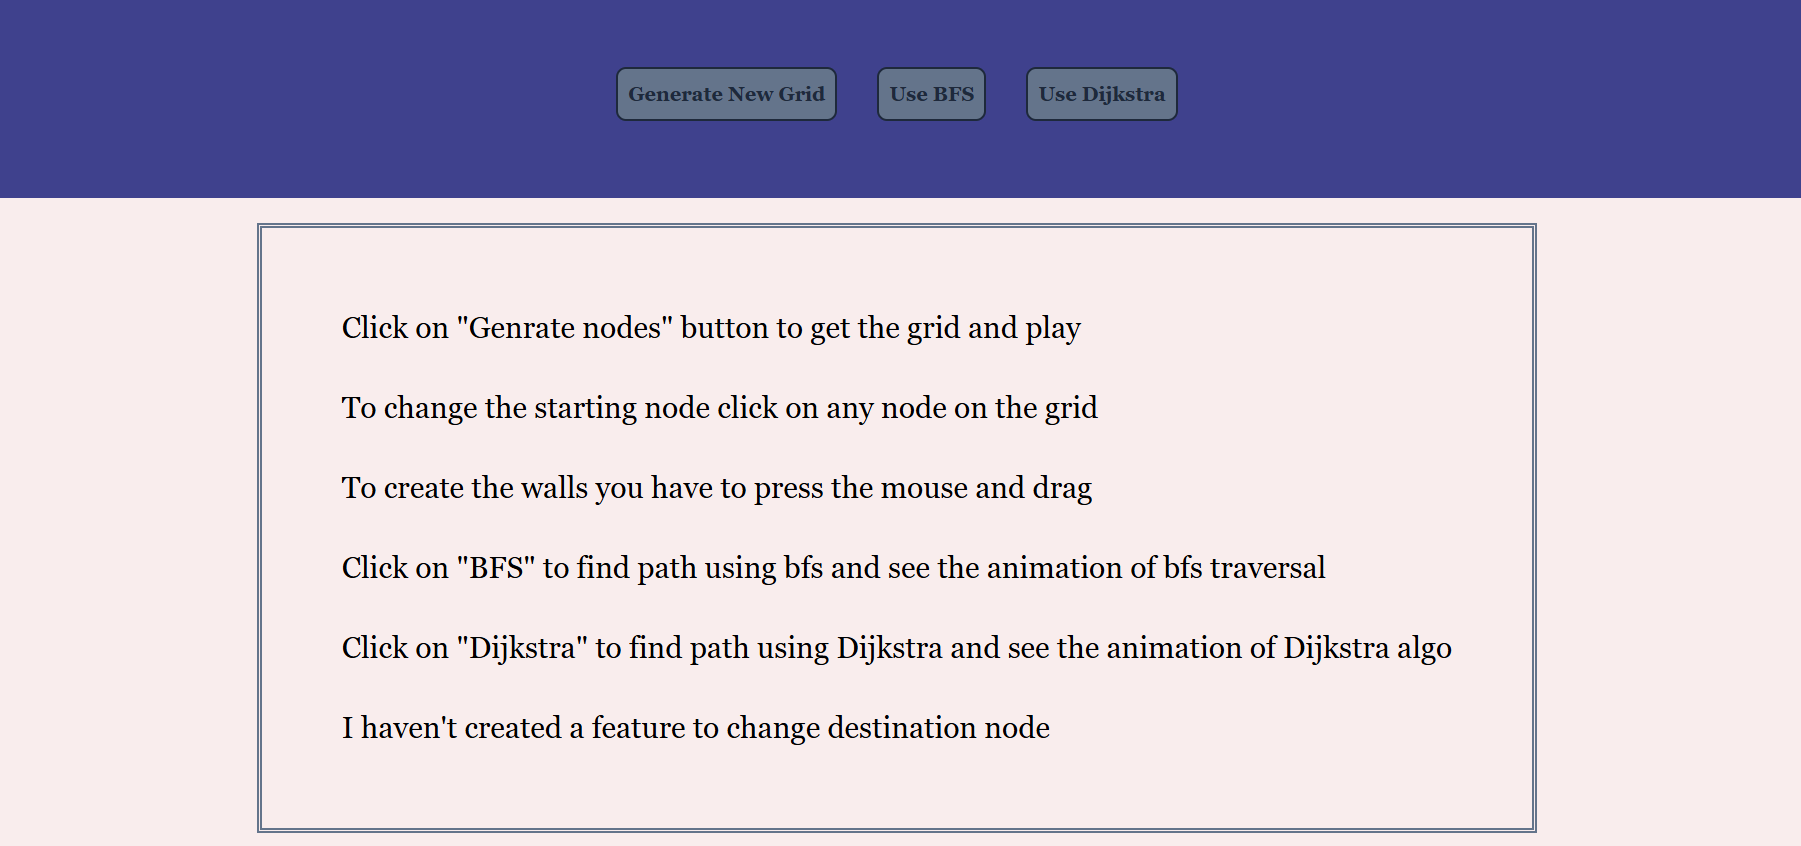 Generate New Grid Use BFS Use Dijkstra
Click on "Genrate nodes" button to get the grid and play
To change the starting node click on any node on the grid
To create the walls you have to press the mouse and drag
Click on "BFS" to find path using bfs and see the animation of bfs traversal
Click on "Dijkstra" to find path using Dijkstra and see the animation of Dijkstra algo
I haven't created a feature to change destination node